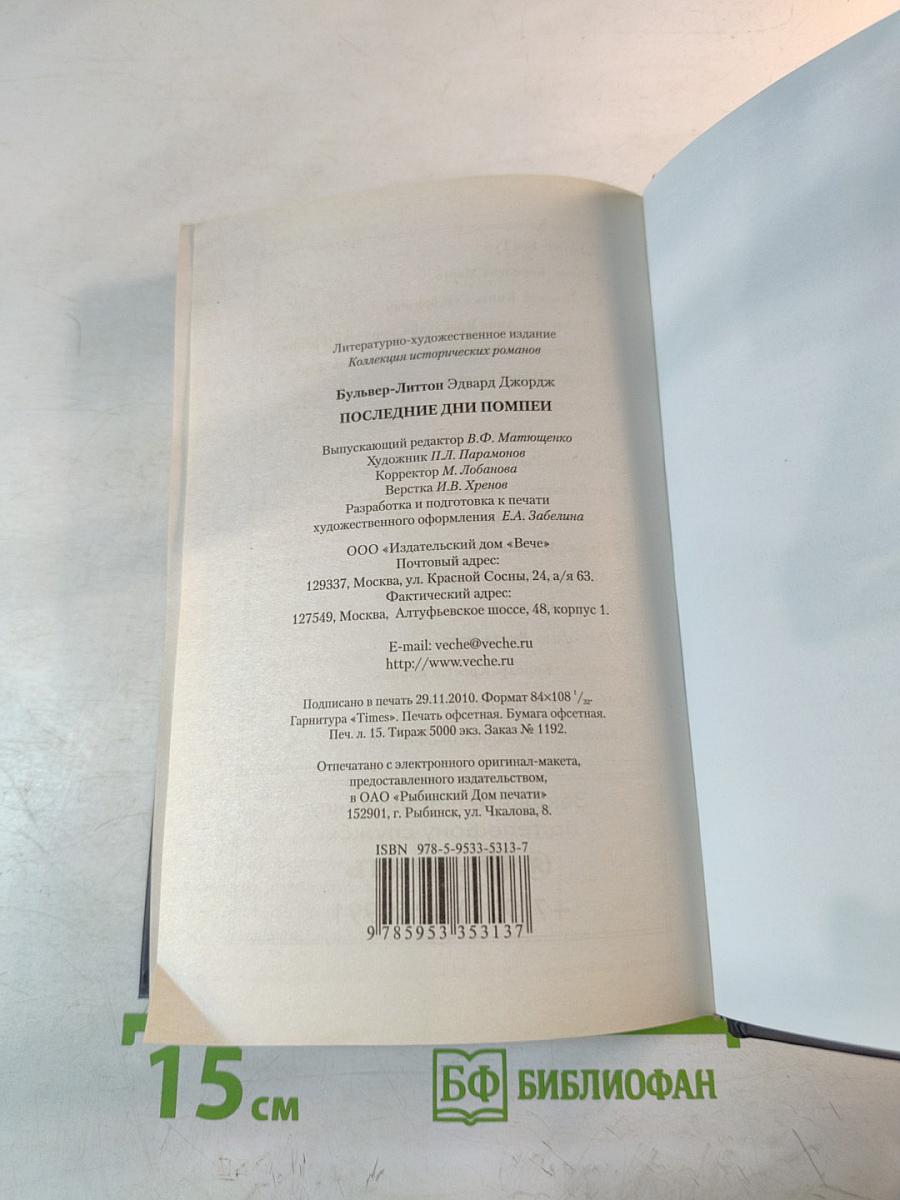 Литературно-художественное издание
Коллекция исторических романов
Бульвер-Литтон Эдвард Джордж
ПОСЛЕДНИЕ ДНИ ПОМПЕИ
Выпускающий редактор В.Ф. Матющенко
Художник П.Л. Парамонов
Корректор М. Лобанова
Верстка И.В. Хренов
Разработка и подготовка к печати
художественного оформления Е.А. Забелина
ООО «Издательский дом «Вече»
Почтовый адрес:
129337, Москва, ул. Красной Сосны, 24, а/я 63.
Фактический адрес:
127549, Москва, Алтуфьевское шоссе, 48, корпус 1.
E-mail: veche@veche.ru
http://www.veche.ru
Подписано в печать 29.11.2010. Формат 84×108 1/32.
Гарнитура «Times». Печать офсетная. Бумага офсетная.
Печ. л. 15. Тираж 5000 экз. Заказ № 1192.
Отпечатано с электронного оригинал-макета,
предоставленного издательством,
в ОАО «Рыбинский Дом печати»
152901, г. Рыбинск, ул. Чкалова, 8.
ISBN 978-5-9533-5313-7
9 785953 353137
15 см
БФ БИБЛИОФАН